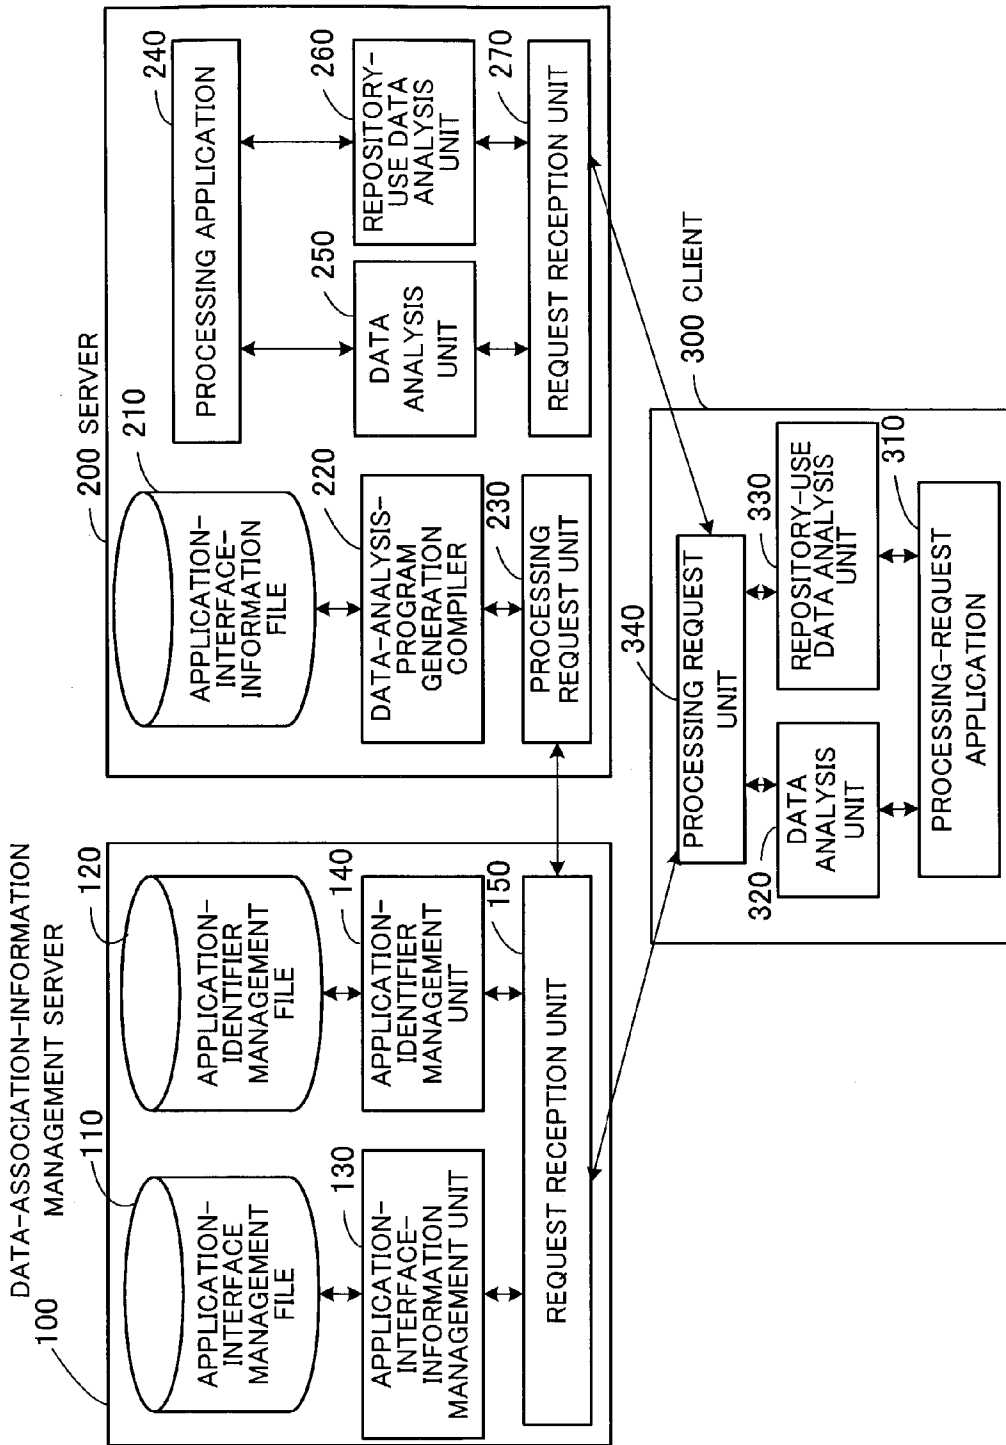 DATA-ASSOCIATION-INFORMATION
MANAGEMENT SERVER
100
110
APPLICATION-
INTERFACE
MANAGEMENT
FILE
120
APPLICATION-
IDENTIFIER
MANAGEMENT
FILE
130
APPLICATION-
INTERFACE-
INFORMATION
MANAGEMENT UNIT
140
APPLICATION-
IDENTIFIER
MANAGEMENT
UNIT
150
REQUEST RECEPTION UNIT
200 SERVER
210
APPLICATION-
INTERFACE-
INFORMATION
FILE
220
DATA-ANALYSIS-
PROGRAM
GENERATION
COMPILER
230
PROCESSING
REQUEST UNIT
240
PROCESSING APPLICATION
250
DATA
ANALYSIS
UNIT
260
REPOSITORY-
USE DATA
ANALYSIS
UNIT
270
REQUEST RECEPTION UNIT
300 CLIENT
340
PROCESSING REQUEST
UNIT
320
DATA
ANALYSIS
UNIT
330
REPOSITORY-USE
DATA ANALYSIS
UNIT
310
PROCESSING-REQUEST
APPLICATION